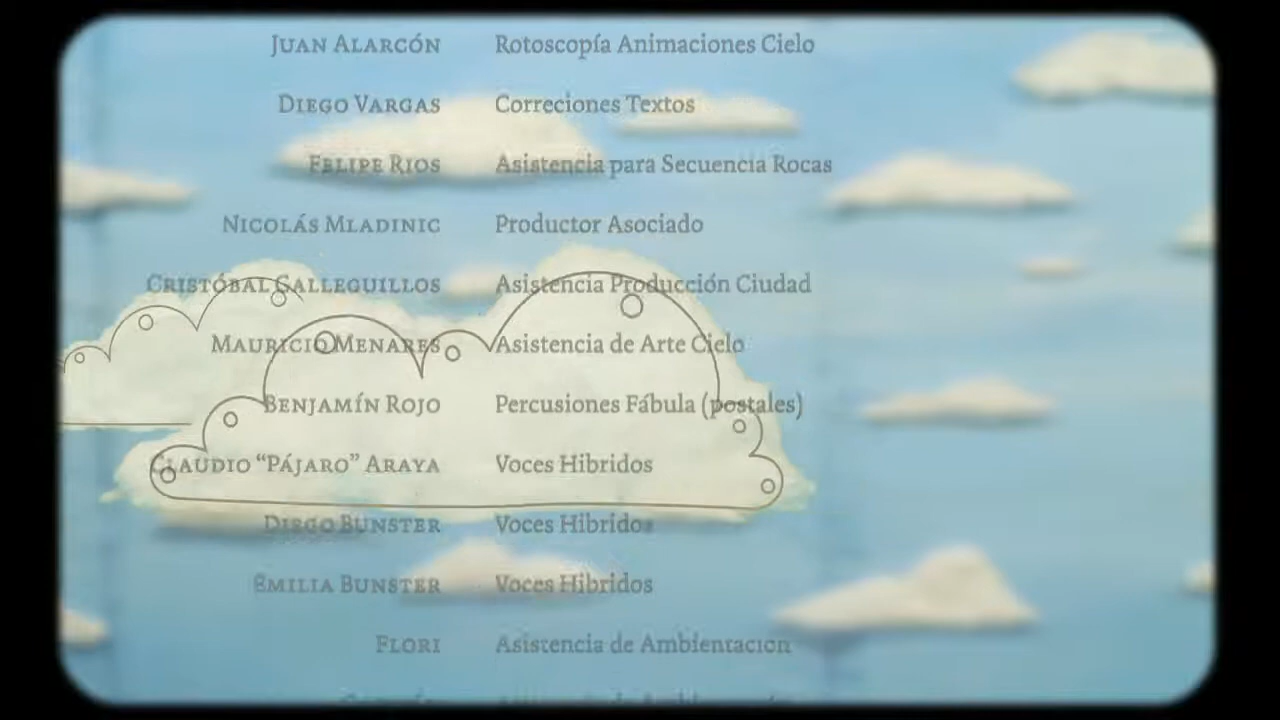 Juan Alarcón Rotoscopía Animaciones Cielo
Diego Vargas Correciones Textos
Felipe Rios Asistencia para Secuencia Rocas
Nicolás Mladinic Productor Asociado
Cristóbal Galleguillos Asistencia Producción Ciudad
Mauricio Menares Asistencia de Arte Cielo
Benjamín Rojo Percusiones Fábula (postales)
Claudio “Pájaro” Araya Voces Hibridos
Diego Bunster Voces Hibridos
Emilia Bunster Voces Hibridos
Flori Asistencia de Ambientacion